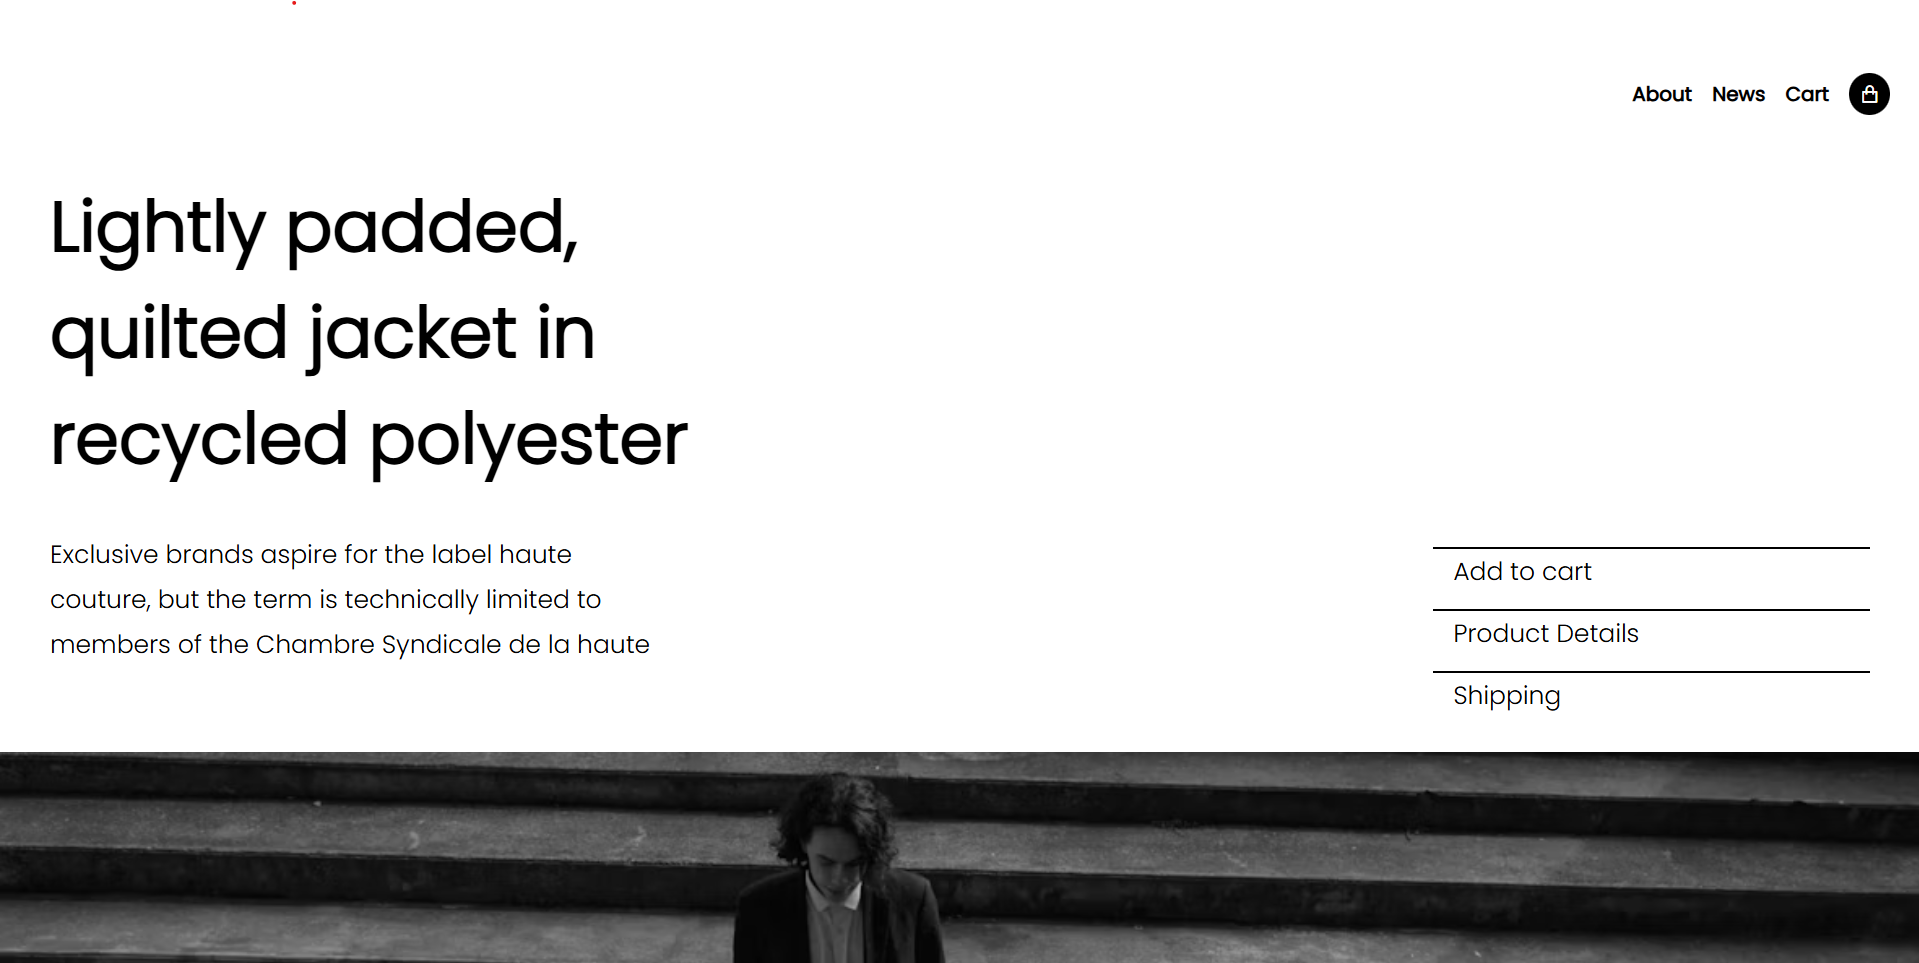 About News Cart
Lightly padded,
quilted jacket in
recycled polyester
Exclusive brands aspire for the label haute
couture, but the term is technically limited to
members of the Chambre Syndicale de la haute
Add to cart
Product Details
Shipping